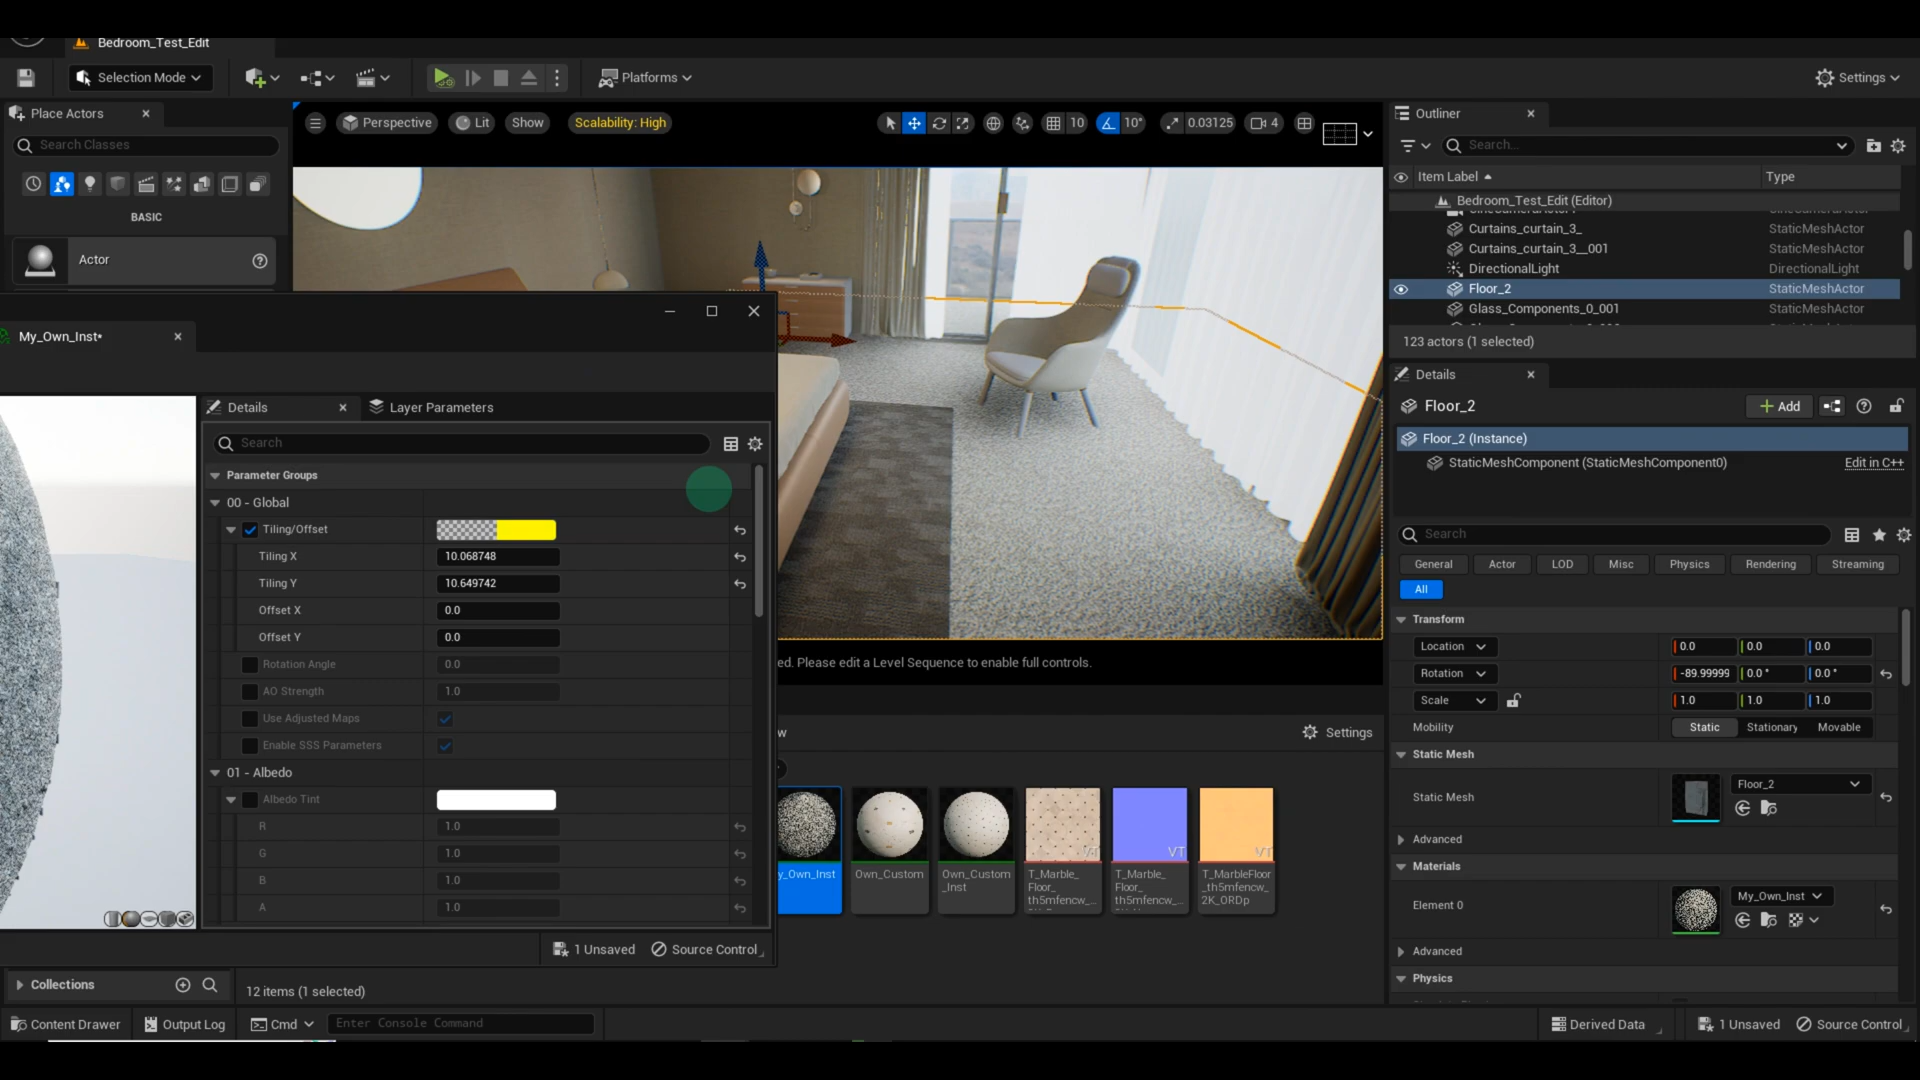 Bedroom_Test_Edit
Selection Mode
Platforms
Settings
Place Actors
Search Classes
BASIC
Actor
Perspective
Lit
Show
Scalability: High
10
10°
0.03125
4
Outliner
Search...
Item Label
Type
Bedroom_Test_Edit (Editor)
Curtains_curtain_3_
StaticMeshActor
Curtains_curtain_3__001
StaticMeshActor
DirectionalLight
DirectionalLight
Floor_2
StaticMeshActor
Glass_Components_0_001
StaticMeshActor
123 actors (1 selected)
Details
Floor_2
Add
Floor_2 (Instance)
StaticMeshComponent (StaticMeshComponent0)
Edit in C++
Search
General
Actor
LOD
Misc
Physics
Rendering
Streaming
All
Transform
Location
0.0
0.0
0.0
Rotation
-89.99999
0.0 °
0.0 °
Scale
1.0
1.0
1.0
Mobility
Static
Stationary
Movable
Static Mesh
Static Mesh
Floor_2
Advanced
Materials
Element 0
My_Own_Inst
Advanced
Physics
My_Own_Inst*
Details
Layer Parameters
Search
Parameter Groups
00 - Global
Tiling/Offset
Tiling X
10.068748
Tiling Y
10.649742
Offset X
0.0
Offset Y
0.0
Rotation Angle
0.0
AO Strength
1.0
Use Adjusted Maps
Enable SSS Parameters
01 - Albedo
Albedo Tint
R
1.0
G
1.0
B
1.0
A
1.0
1 Unsaved
Source Control
ed. Please edit a Level Sequence to enable full controls.
w
Settings
y_Own_Inst
Own_Custom
Own_Custom
_Inst
T_Marble_
Floor_
th5mfencw_...
T_Marble_
Floor_
th5mfencw_...
T_MarbleFloor
_th5mfencw_
2K_ORDp
VT
VT
VT
Collections
12 items (1 selected)
Content Drawer
Output Log
Cmd
Enter Console Command
Derived Data
1 Unsaved
Source Control